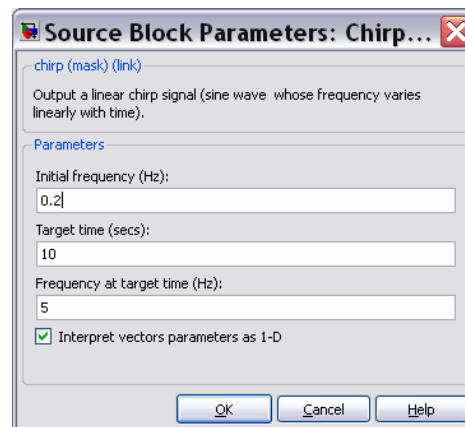 Source Block Parameters: Chirp...
chirp (mask) (link)
Output a linear chirp signal (sine wave whose frequency varies
linearly with time).
Parameters
Initial frequency (Hz):
0.2
Target time (secs):
10
Frequency at target time (Hz):
5
Interpret vectors parameters as 1-D
OK
Cancel
Help